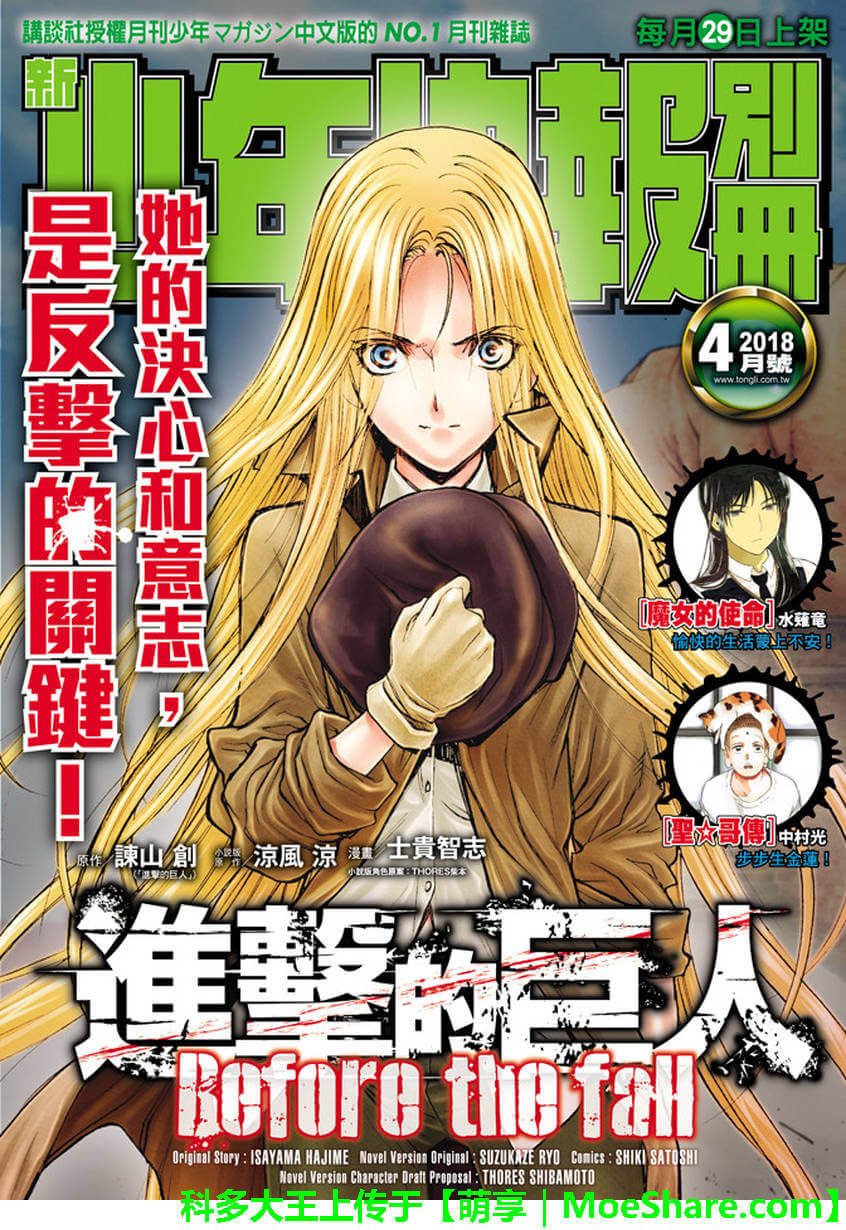 講談社授權月刊少年マガジン中文版的 NO.1 月刊雜誌
每月29日上架
新少年快報別冊
4月號 2018
www.tongli.com.tw
她的決心和意志，
是反擊的關鍵！
［魔女的使命］水薙竜
愉快的生活蒙上不安！
［聖☆哥傳］中村光
步步生金蓮！
原作／諫山 創（「進擊的巨人」） 小說版原作／涼風 涼 漫畫／士貴智志
小說版角色原案：THORES柴本
進擊的巨人
Before the fall
Original Story : ISAYAMA HAJIME Novel Version Original : SUZUKAZE RYO Comics : SHIKI SATOSHI
Novel Version Character Draft Proposal : THORES SHIBAMOTO
科多大王上传于【萌享｜MoeShare.com】